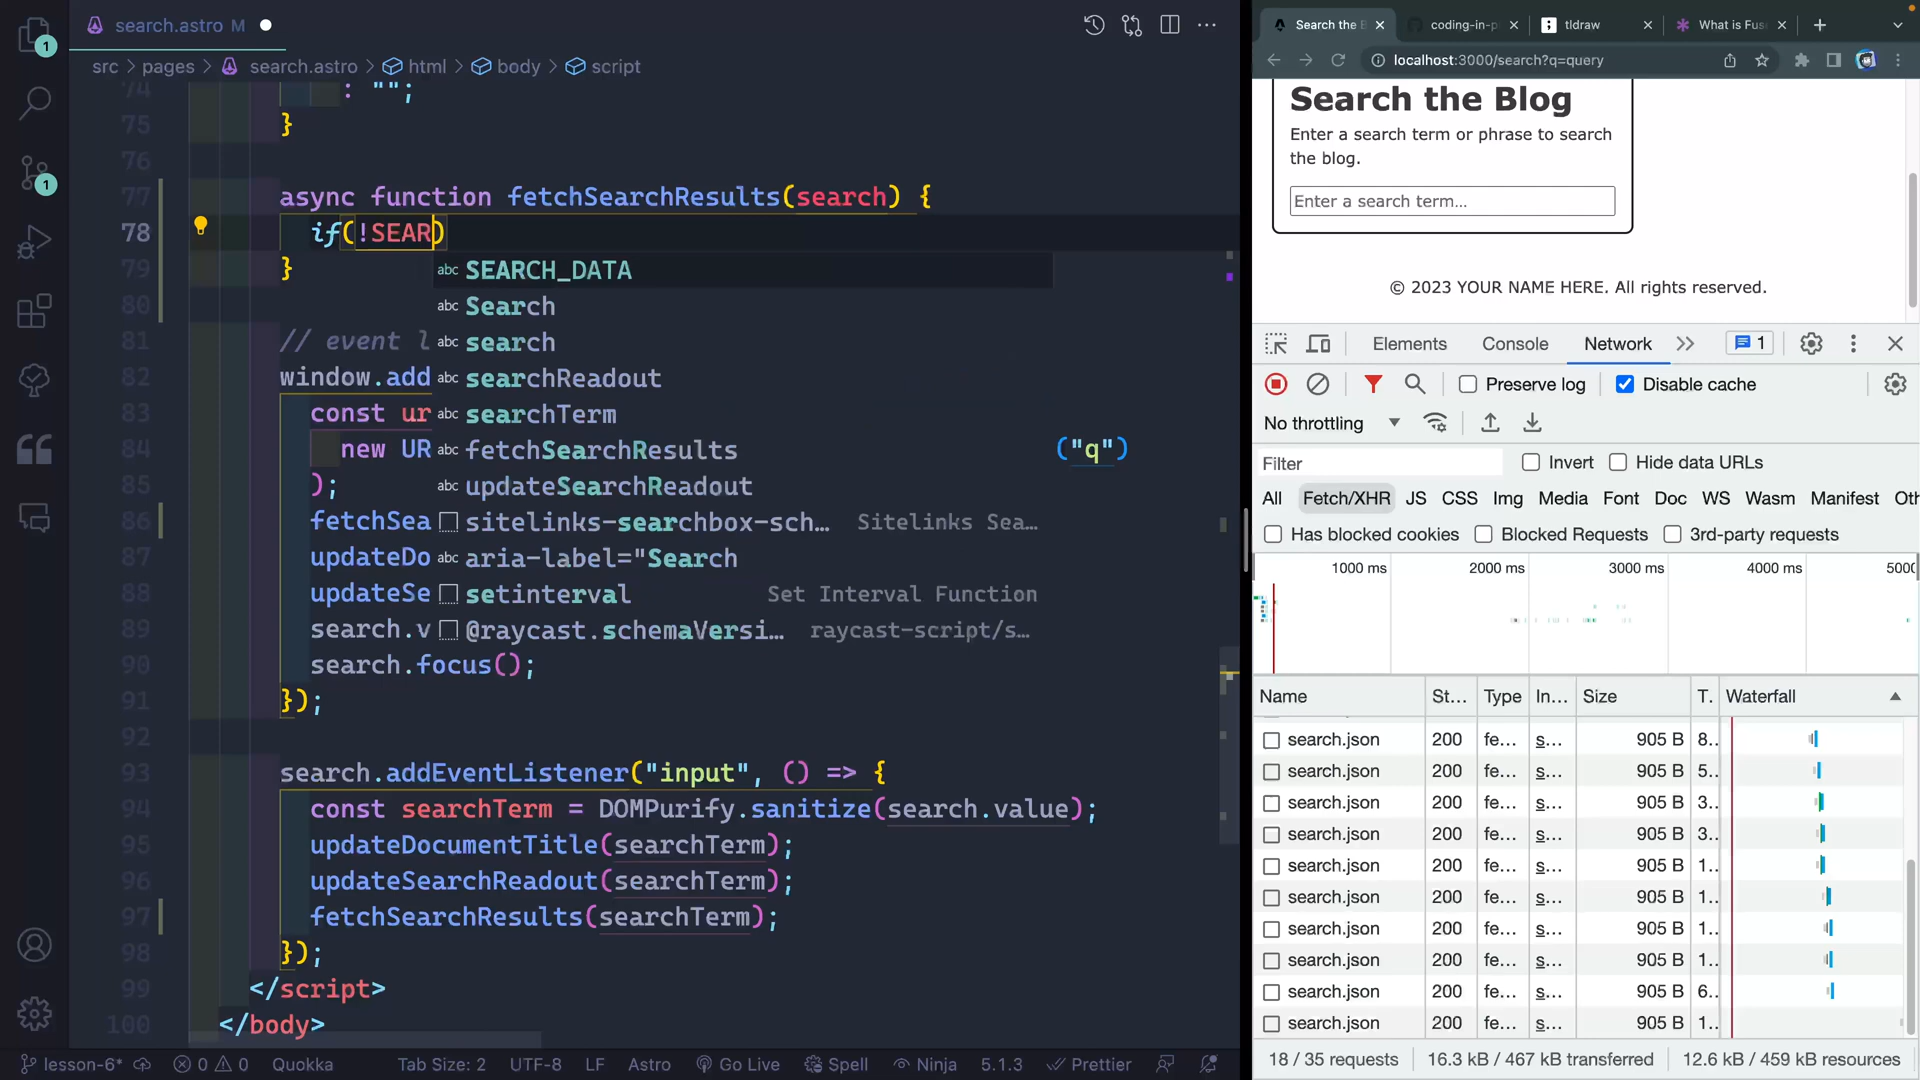 search.astro M
1
src > pages > search.astro > html > body > script
74 : "";
75 }
76
77 async function fetchSearchResults(search) {
78 if(!SEAR)
79 }
80
abc SEARCH_DATA
abc Search
abc search
abc searchReadout
abc searchTerm
abc fetchSearchResults
abc updateSearchReadout
sitelinks-searchbox-sch... Sitelinks Sea...
abc aria-label="Search
setinterval Set Interval Function
@raycast.schemaVersi... raycast-script/s...
81 // event l
82 window.add
83 const ur
84 new UR ("q")
85 );
86 fetchSea
87 updateDo
88 updateSe
89 search.v
90 search.focus();
91 });
92
93 search.addEventListener("input", () => {
94 const searchTerm = DOMPurify.sanitize(search.value);
95 updateDocumentTitle(searchTerm);
96 updateSearchReadout(searchTerm);
97 fetchSearchResults(searchTerm);
98 });
99 </script>
100 </body>
1
lesson-6* 0 0 Quokka Tab Size: 2 UTF-8 LF Astro Go Live Spell Ninja 5.1.3 Prettier
Search the B coding-in-p tldraw What is Fus
localhost:3000/search?q=query
Search the Blog
Enter a search term or phrase to search
the blog.
Enter a search term...
© 2023 YOUR NAME HERE. All rights reserved.
Elements Console Network 1
Preserve log Disable cache
No throttling
Filter Invert Hide data URLs
All Fetch/XHR JS CSS Img Media Font Doc WS Wasm Manifest Oth
Has blocked cookies Blocked Requests 3rd-party requests
1000 ms 2000 ms 3000 ms 4000 ms 500
Name St... Type In... Size T. Waterfall
search.json 200 fe... s... 905 B 8..
search.json 200 fe... s... 905 B 5..
search.json 200 fe... s... 905 B 3..
search.json 200 fe... s... 905 B 3..
search.json 200 fe... s... 905 B 1..
search.json 200 fe... s... 905 B 1..
search.json 200 fe... s... 905 B 1..
search.json 200 fe... s... 905 B 1..
search.json 200 fe... s... 905 B 6..
search.json 200 fe... s... 905 B 1..
18 / 35 requests 16.3 kB / 467 kB transferred 12.6 kB / 459 kB resources